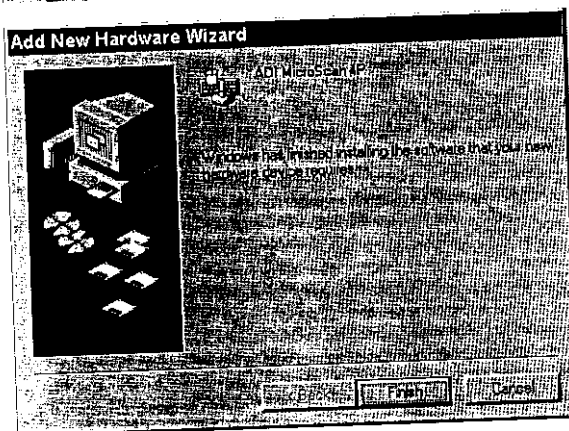 Add New Hardware Wizard
ADI MicroScan 4P
Windows has finished installing the software that your new
hardware device requires.
< Back
Finish
Cancel